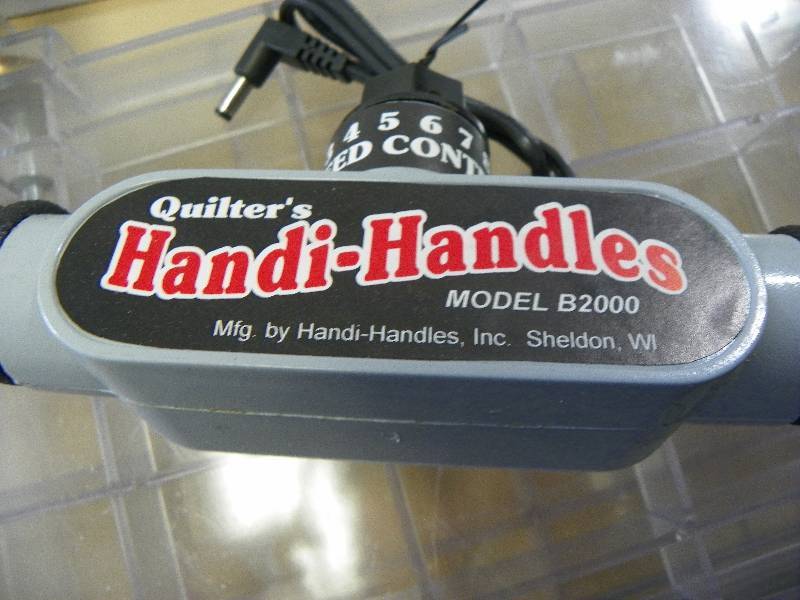 4 5 6 7
Quilter's
Handi-Handles
MODEL B2000
Mfg. by Handi-Handles, Inc. Sheldon, WI